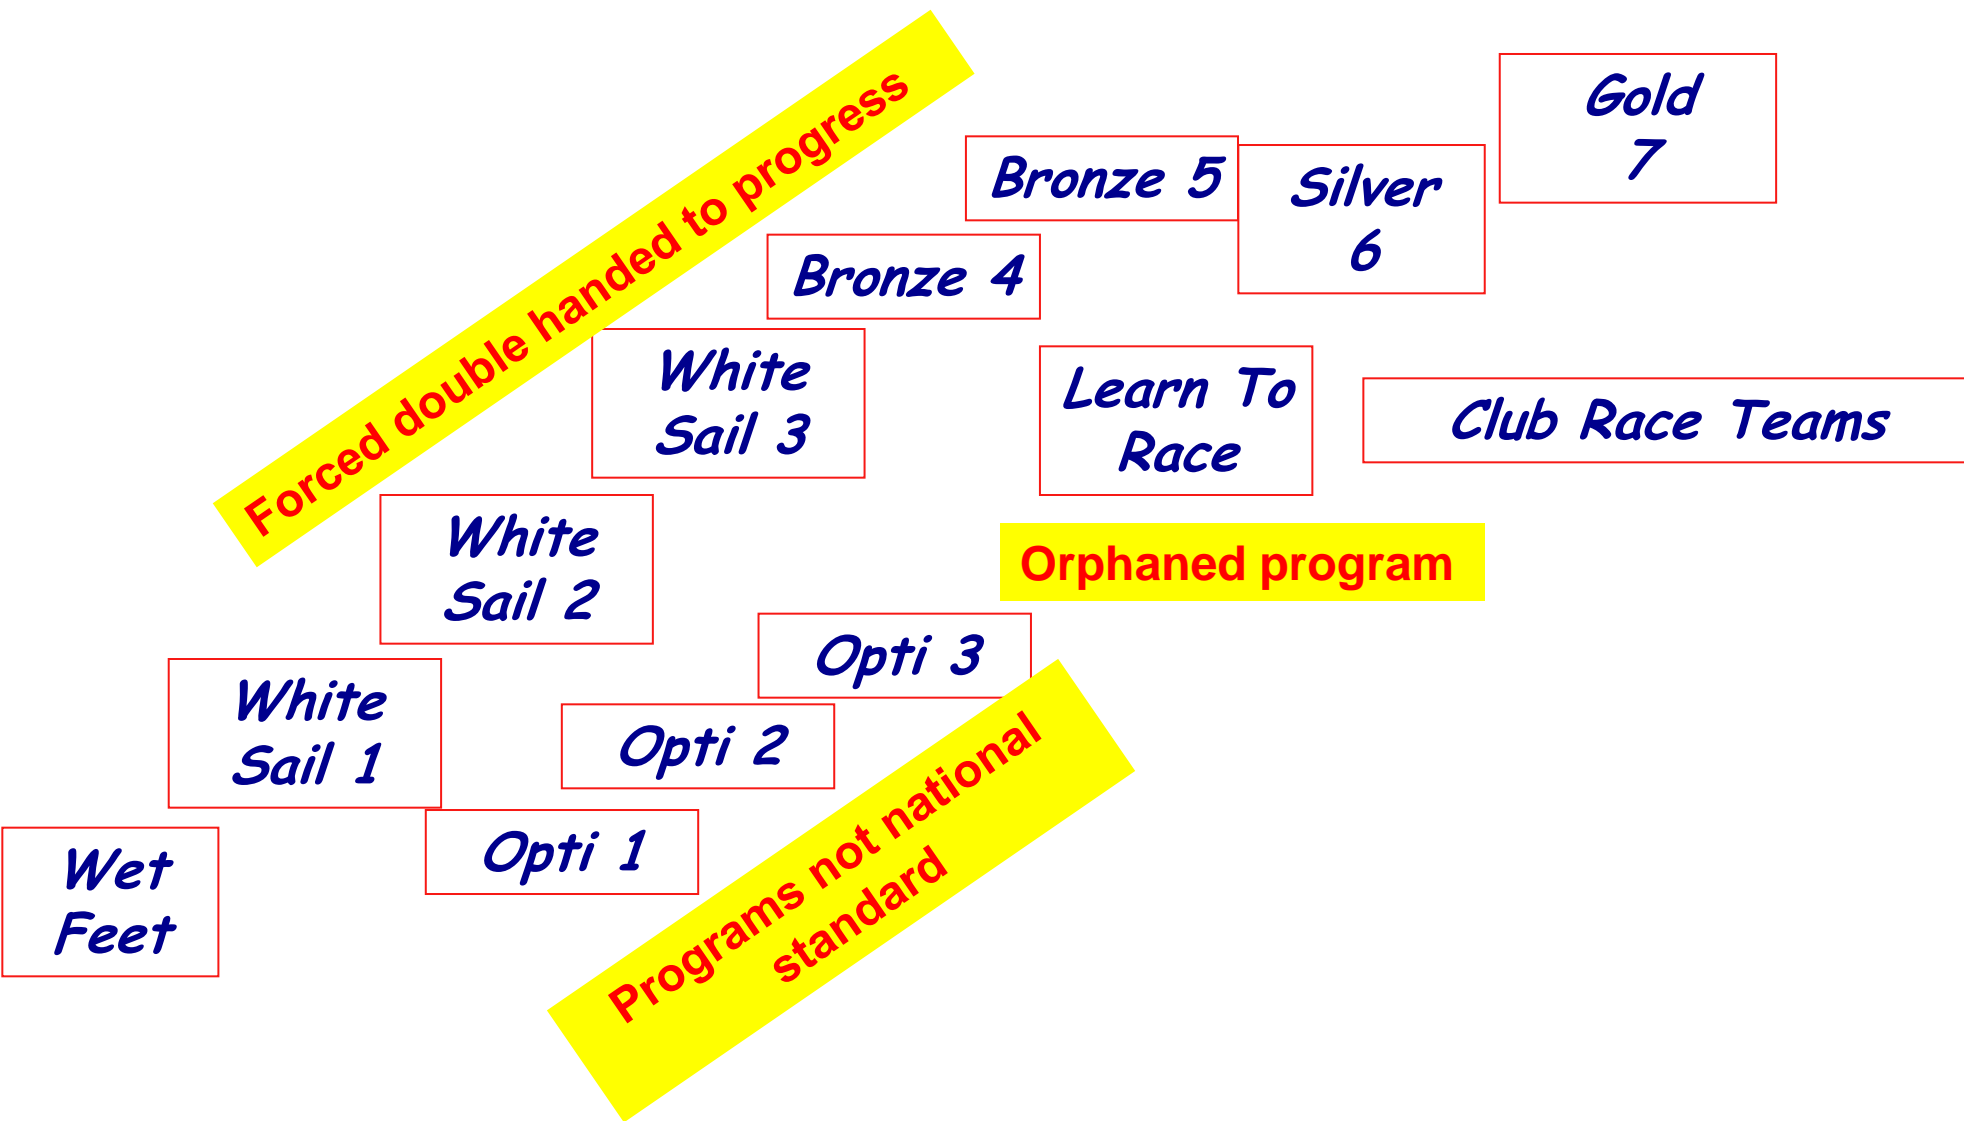 Forced double handed to progress
Gold
7
Bronze 5
Silver
6
Bronze 4
White
Sail 3
Learn To
Race
Club Race Teams
White
Sail 2
Orphaned program
Opti 3
White
Sail 1
Opti 2
Programs not national
standard
Opti 1
Wet
Feet